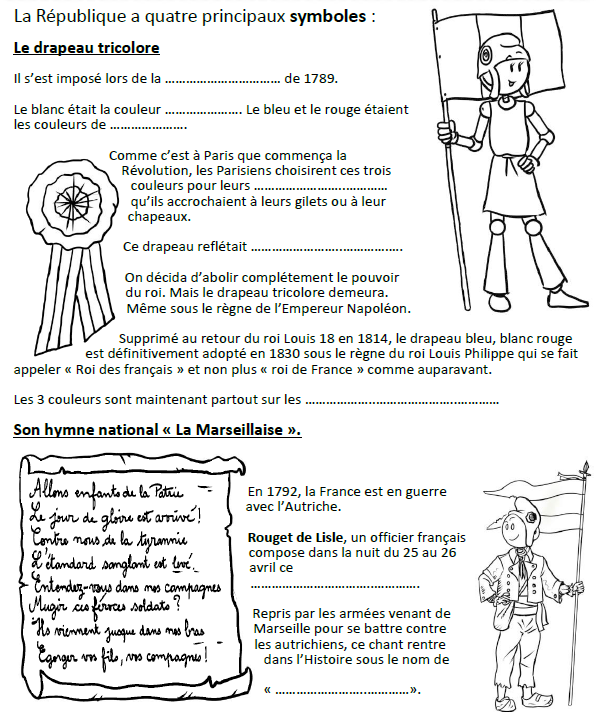 La République a quatre principaux symboles :
Le drapeau tricolore
Il s’est imposé lors de la …………………………… de 1789.
Le blanc était la couleur …………………. Le bleu et le rouge étaient
les couleurs de ………………….
Comme c’est à Paris que commença la
Révolution, les Parisiens choisirent ces trois
couleurs pour leurs ……………………………….
qu’ils accrochaient à leurs gilets ou à leur
chapeaux.
Ce drapeau reflétait …………………………………….
On décida d’abolir complétement le pouvoir
du roi. Mais le drapeau tricolore demeura.
Même sous le règne de l’Empereur Napoléon.
Supprimé au retour du roi Louis 18 en 1814, le drapeau bleu, blanc rouge
est définitivement adopté en 1830 sous le règne du roi Louis Philippe qui se fait
appeler « Roi des français » et non plus « roi de France » comme auparavant.
Les 3 couleurs sont maintenant partout sur les ………………………………………………
Son hymne national « La Marseillaise ».
Allons enfants de la Patrie
Le jour de gloire est arrivé !
Contre nous de la tyrannie
L'étandard sanglant est levé
Entendez-vous dans nos campagnes
Mugir ces féroces soldats ?
Ils viennent jusque dans nos bras
Egorger vos fils, vos compagnes !
En 1792, la France est en guerre
avec l’Autriche.
Rouget de Lisle, un officier français
compose dans la nuit du 25 au 26
avril ce
…………………………………………
Repris par les armées venant de
Marseille pour se battre contre
les autrichiens, ce chant rentre
dans l’Histoire sous le nom de
« ………………………………… ».